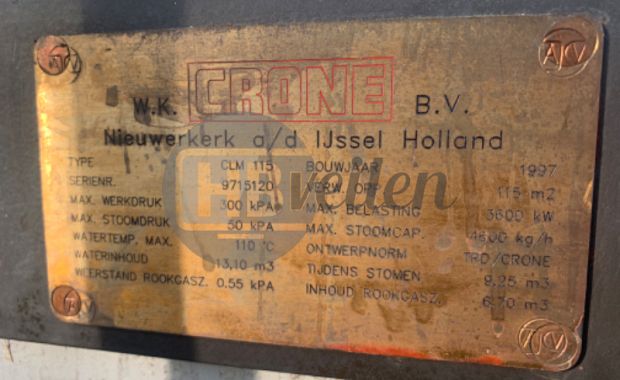 W.K. CRONE B.V.
Nieuwerkerk a/d IJssel Holland
TYPE CLM 115 BOUWJAAR 1997
SERIENR. 9715120 VERW. OPP. 115 m2
MAX. WERKDRUK 300 kPa MAX. BELASTING 3600 kW
MAX. STOOMDRUK 50 kPa MAX. STOOMCAP. 4600 kg/h
WATERTEMP. MAX. 110 °C ONTWERPNORM TRD/CRONE
WATERINHOUD 13,10 m3 TIJDENS STOMEN 9.25 m3
WEERSTAND ROOKGASZ. 0.55 kPA INHOUD ROOKGASZ. 6.70 m3